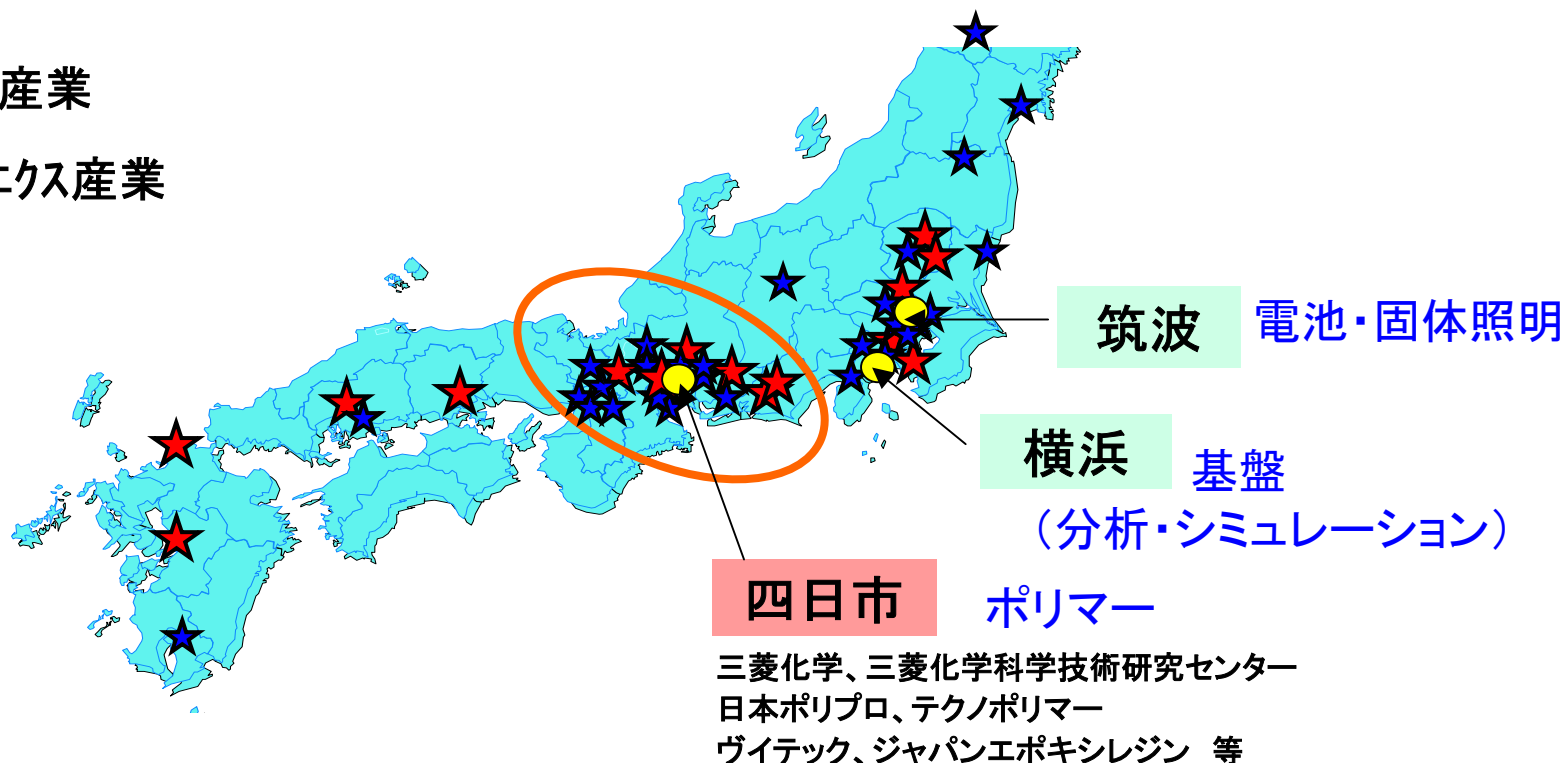 産業
エクス産業
筑波 電池・固体照明
横浜 基盤
（分析・シミュレーション）
四日市 ポリマー
三菱化学、三菱化学科学技術研究センター
日本ポリプロ、テクノポリマー
ヴイテック、ジャパンエポキシレジン 等